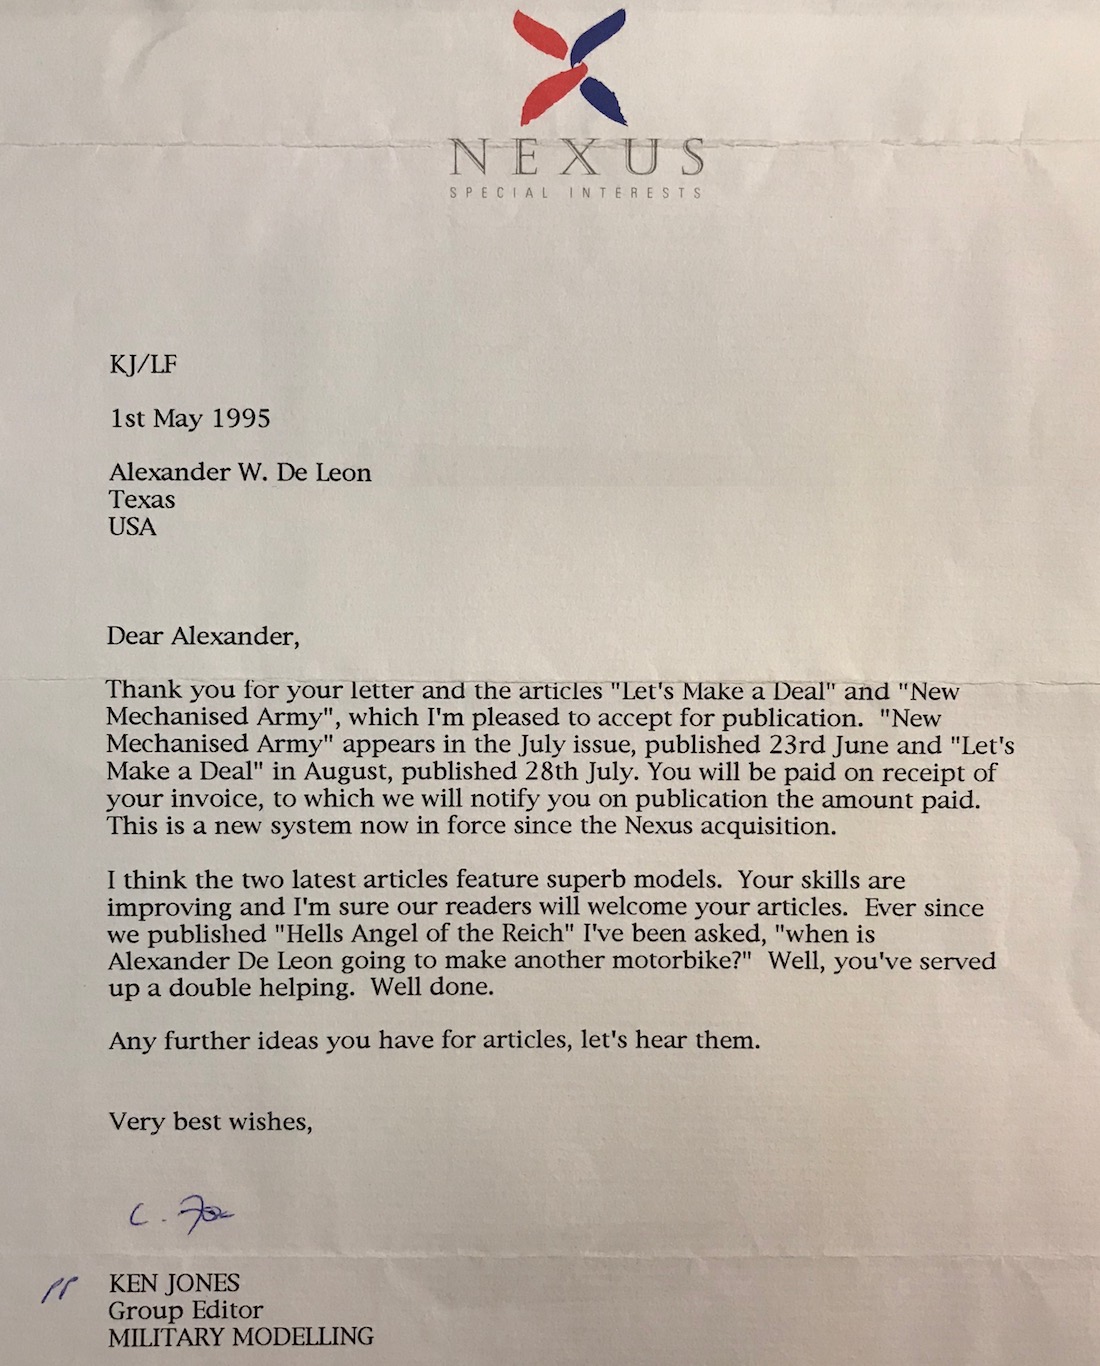 NEXUS
SPECIAL INTERESTS
KJ/LF
1st May 1995
Alexander W. De Leon
Texas
USA
Dear Alexander,
Thank you for your letter and the articles "Let's Make a Deal" and "New
Mechanised Army", which I'm pleased to accept for publication.  "New
Mechanised Army" appears in the July issue, published 23rd June and "Let's
Make a Deal" in August, published 28th July. You will be paid on receipt of
your invoice, to which we will notify you on publication the amount paid.
This is a new system now in force since the Nexus acquisition.
I think the two latest articles feature superb models.  Your skills are
improving and I'm sure our readers will welcome your articles.  Ever since
we published "Hells Angel of the Reich" I've been asked, "when is
Alexander De Leon going to make another motorbike?"  Well, you've served
up a double helping.  Well done.
Any further ideas you have for articles, let's hear them.
Very best wishes,
pp KEN JONES
Group Editor
MILITARY MODELLING